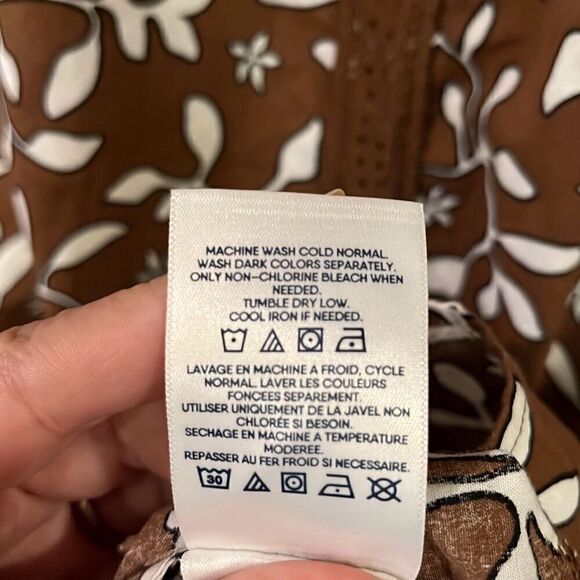 MACHINE WASH COLD NORMAL.
WASH DARK COLORS SEPARATELY.
ONLY NON-CHLORINE BLEACH WHEN
NEEDED.
TUMBLE DRY LOW.
COOL IRON IF NEEDED.
LAVAGE EN MACHINE A FROID, CYCLE
NORMAL. LAVER LES COULEURS
FONCEES SEPAREMENT.
UTILISER UNIQUEMENT DE LA JAVEL NON
CHLORÉE SI BESOIN.
SECHAGE EN MACHINE A TEMPERATURE
MODEREE.
REPASSER AU FER FROID SI NECESSAIRE.
30